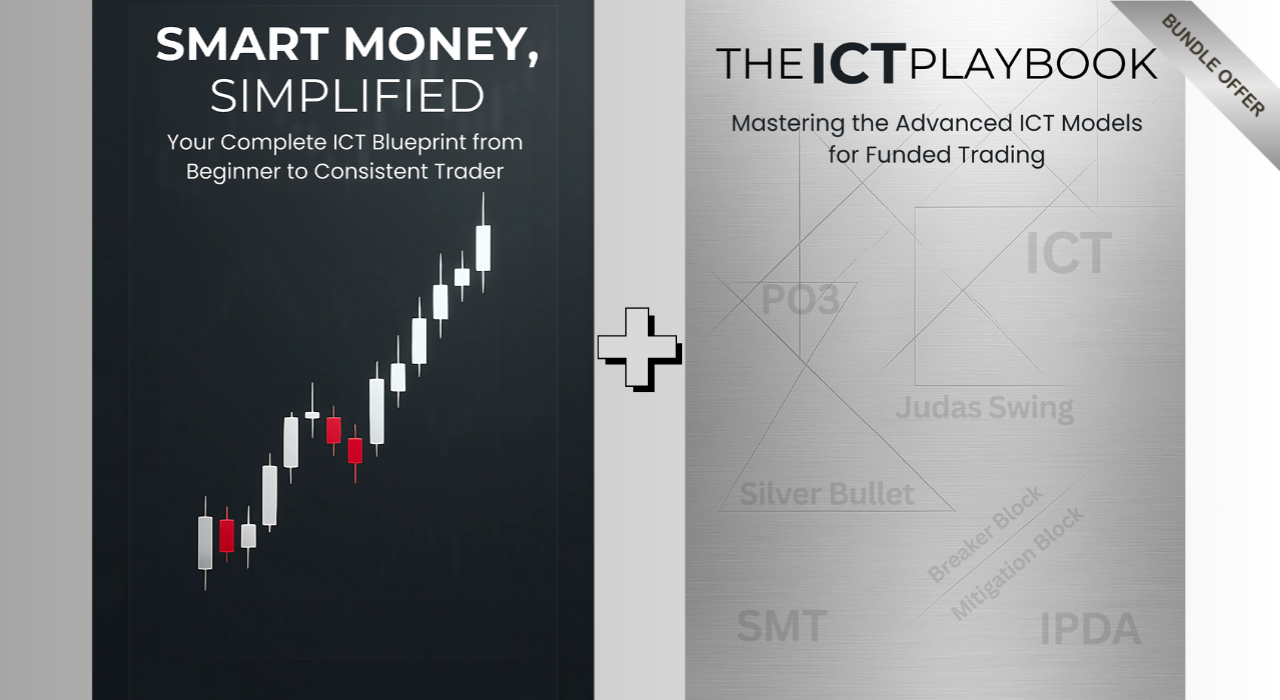 SMART MONEY,
SIMPLIFIED
Your Complete ICT Blueprint from
Beginner to Consistent Trader
THE ICT PLAYBOOK
Mastering the Advanced ICT Models
for Funded Trading
BUNDLE OFFER
ICT
PO3
Judas Swing
Silver Bullet
Breaker Block
Mitigation Block
SMT
IPDA